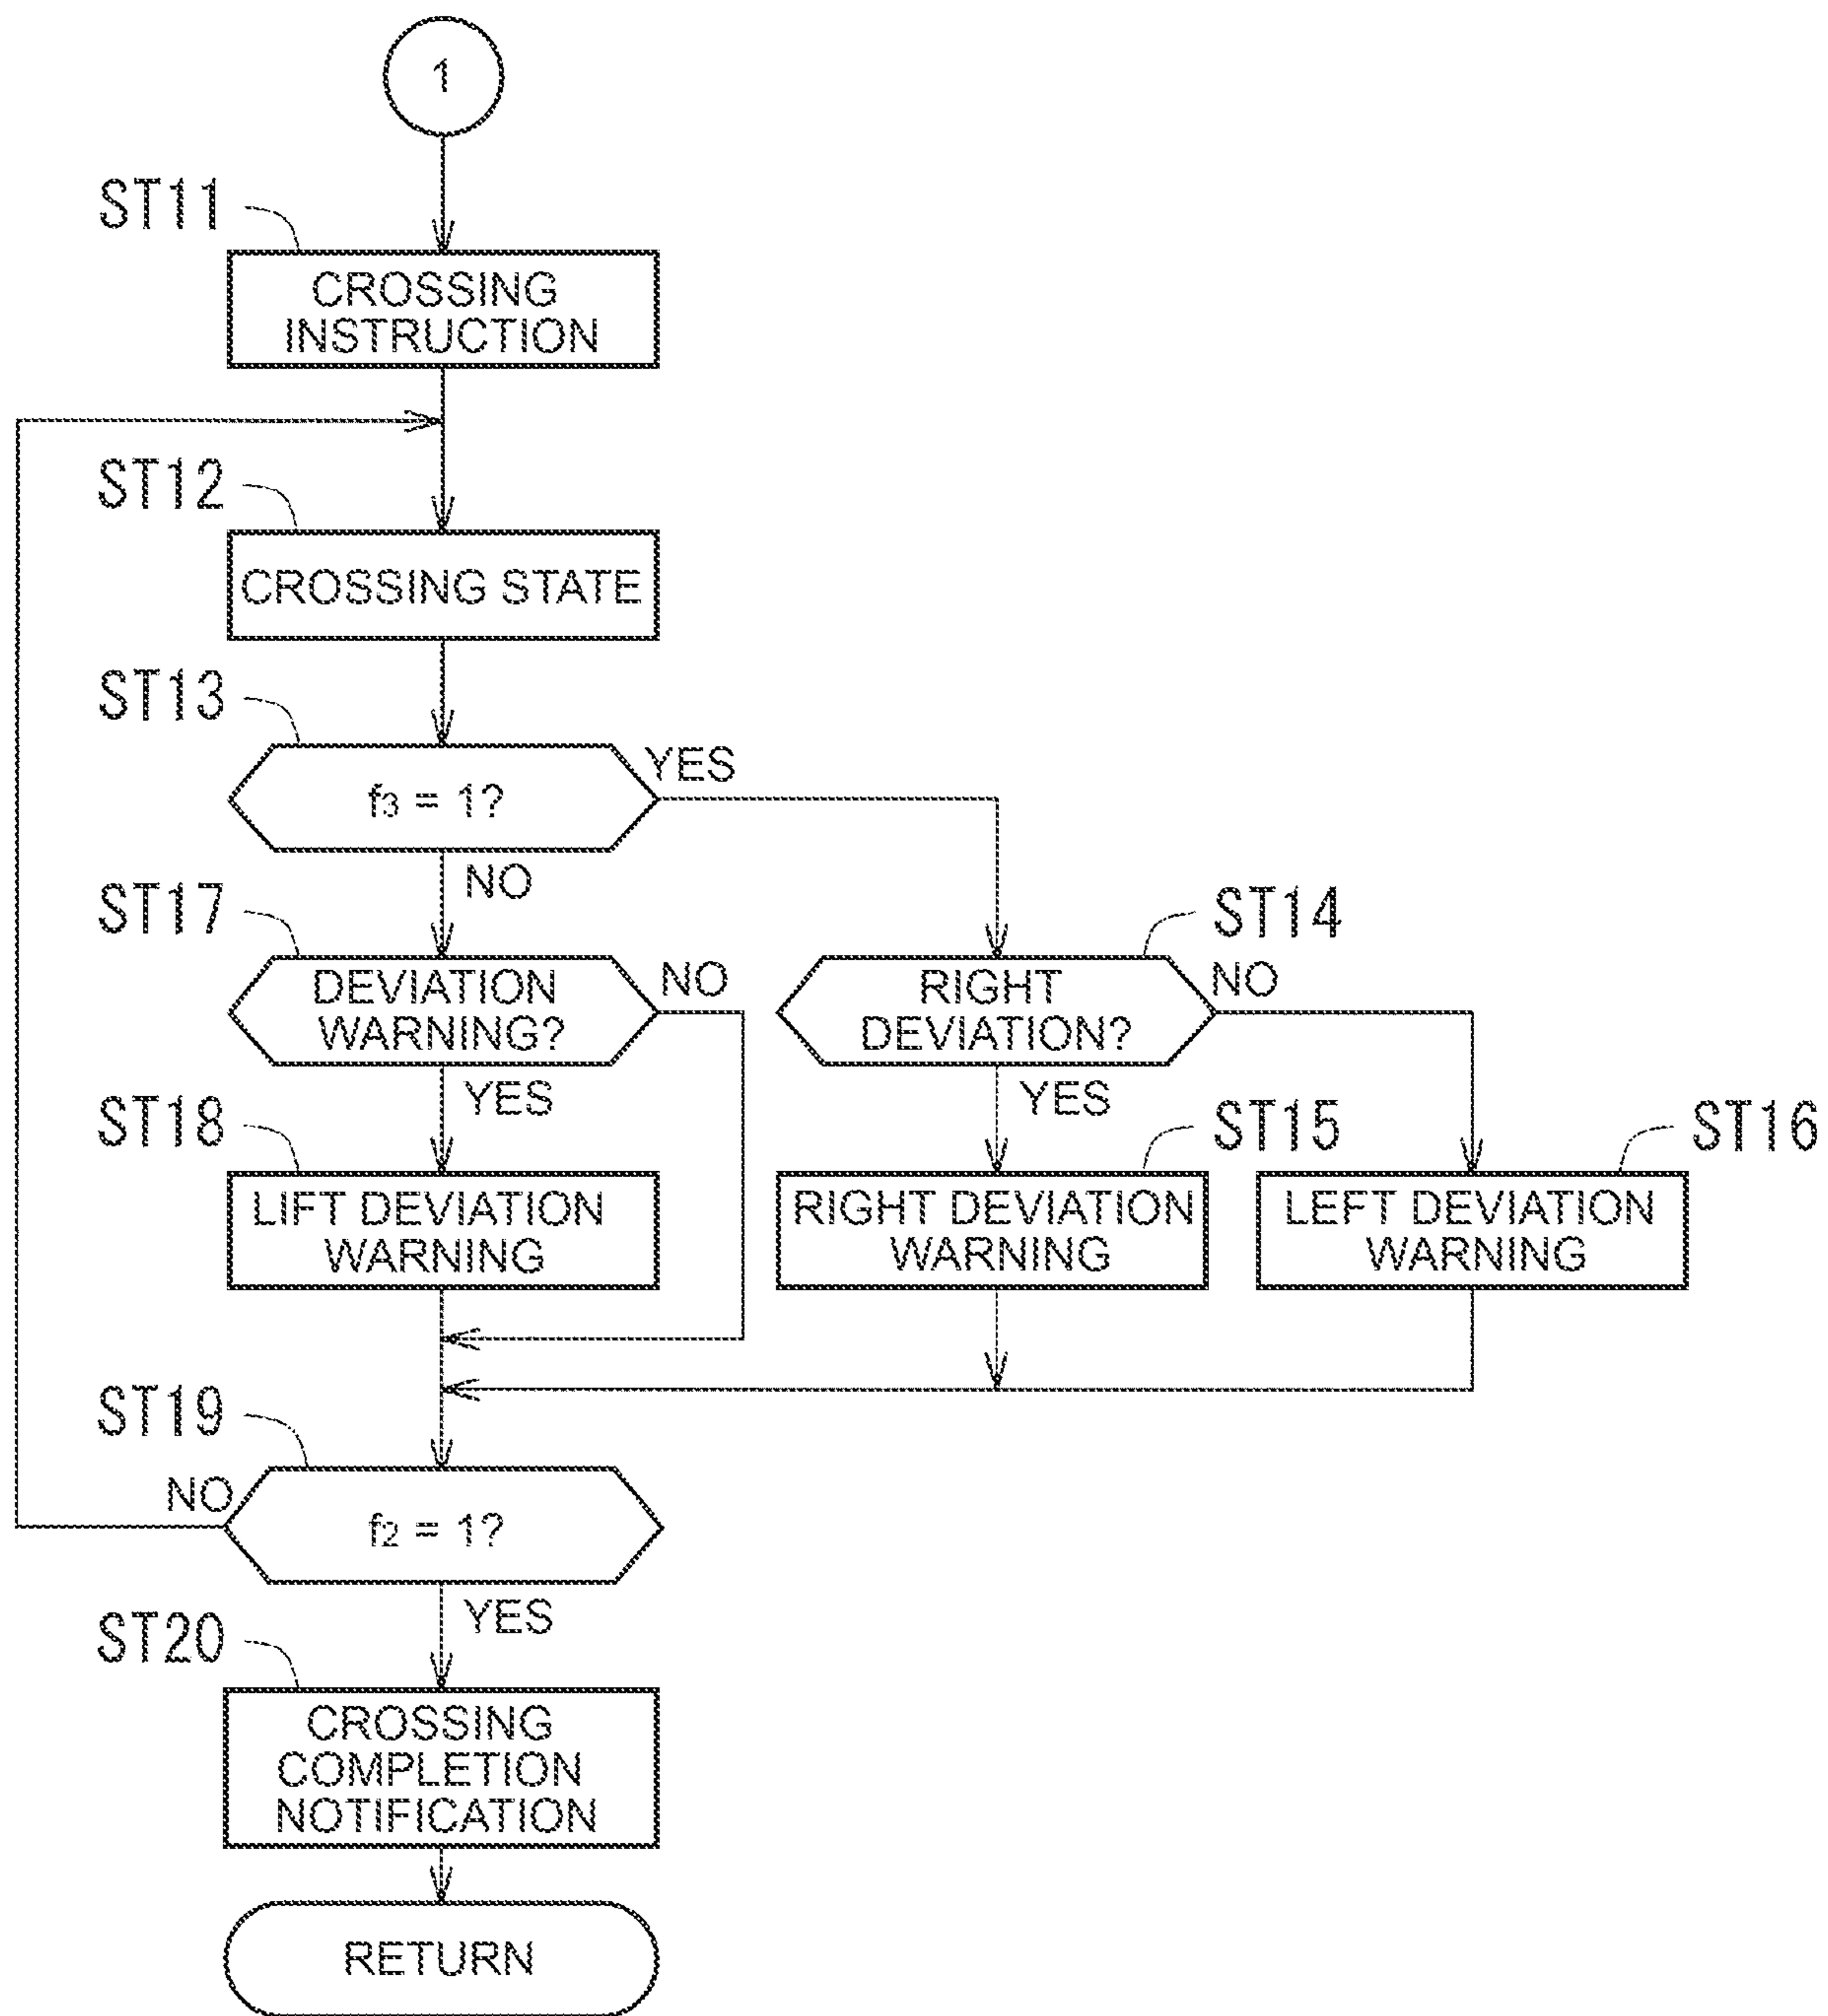 1
ST11
CROSSING
INSTRUCTION
ST12
CROSSING STATE
ST13
f3 = 1?
YES
NO
ST17
DEVIATION
WARNING?
NO
YES
ST14
RIGHT
DEVIATION?
NO
YES
ST18
LIFT DEVIATION
WARNING
ST15
RIGHT DEVIATION
WARNING
ST16
LEFT DEVIATION
WARNING
ST19
NO
f2 = 1?
YES
ST20
CROSSING
COMPLETION
NOTIFICATION
RETURN